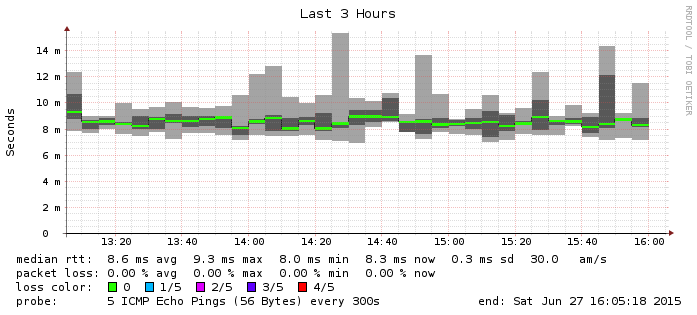 Last 3 Hours
RRDTOOL / TOBI OETIKER
Seconds
14 m
12 m
10 m
8 m
6 m
4 m
2 m
0
13:20 13:40 14:00 14:20 14:40 15:00 15:20 15:40 16:00
median rtt: 8.6 ms avg 9.3 ms max 8.0 ms min 8.3 ms now 0.3 ms sd 30.0 am/s
packet loss: 0.00 % avg 0.00 % max 0.00 % min 0.00 % now
loss color: 0 1/5 2/5 3/5 4/5
probe: 5 ICMP Echo Pings (56 Bytes) every 300s end: Sat Jun 27 16:05:18 2015